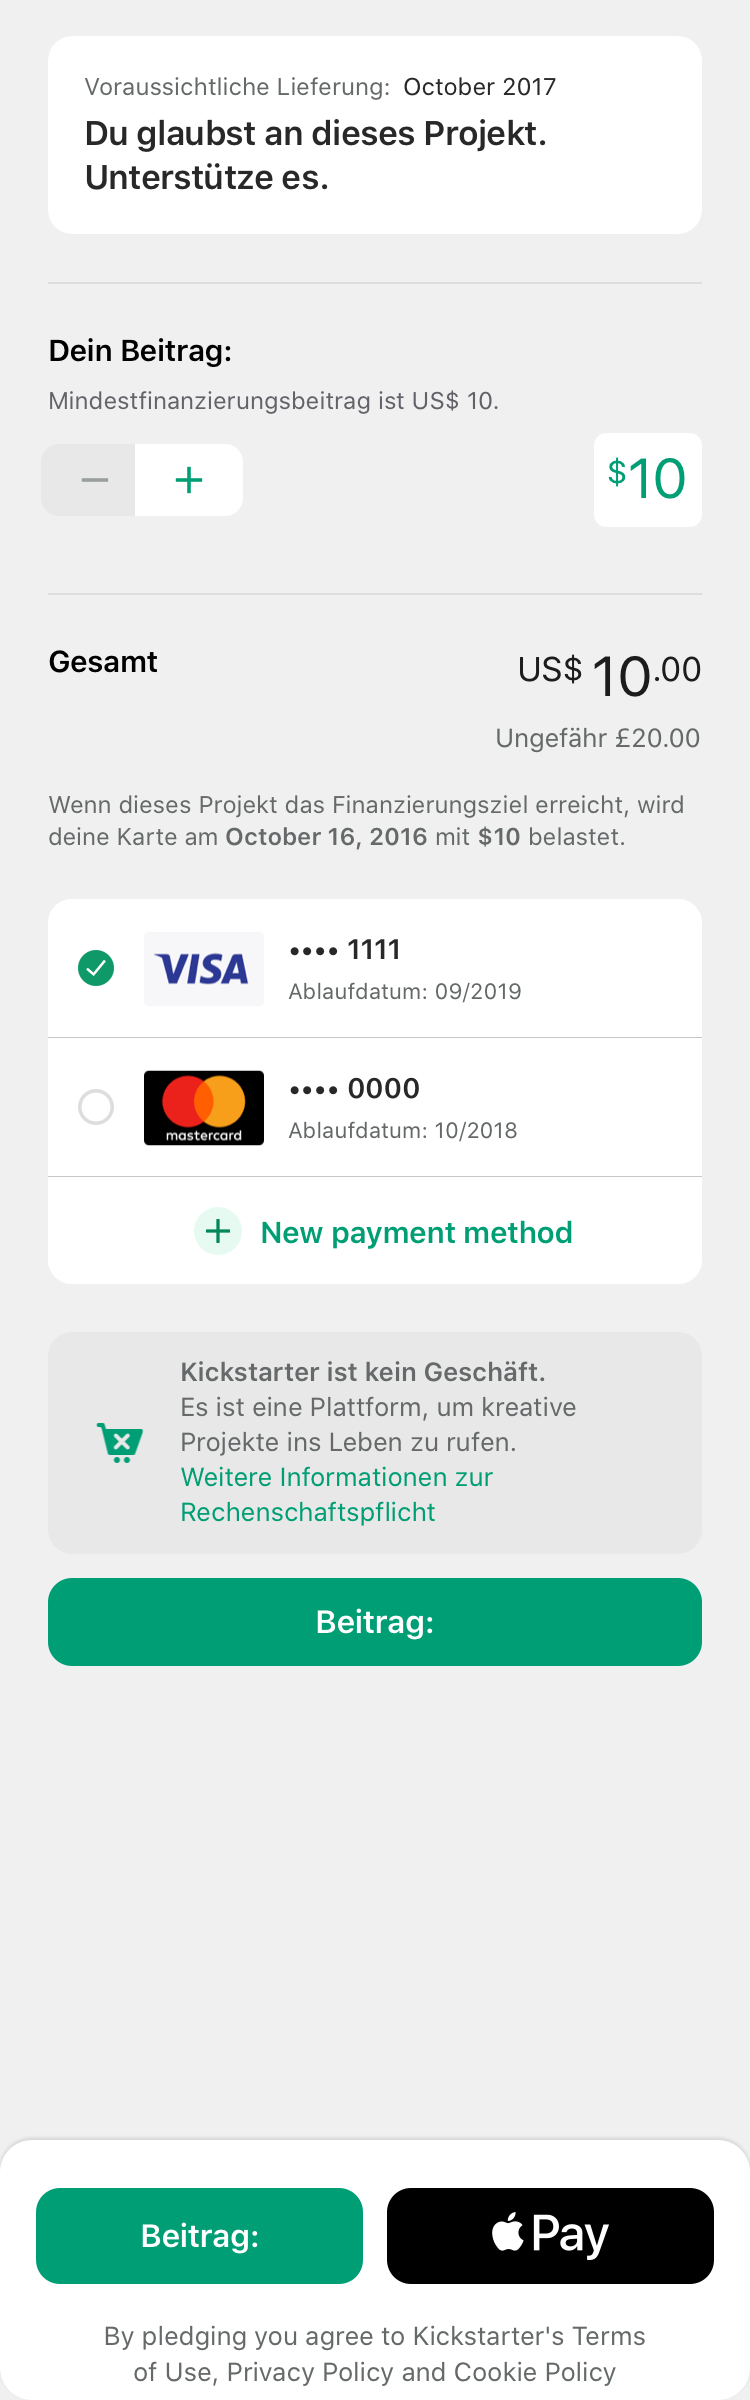 Voraussichtliche Lieferung: October 2017
Du glaubst an dieses Projekt.
Unterstütze es.
Dein Beitrag:
Mindestfinanzierungsbeitrag ist US$ 10.
$10
Gesamt
US$ 10.00
Ungefähr £20.00
Wenn dieses Projekt das Finanzierungsziel erreicht, wird
deine Karte am October 16, 2016 mit $10 belastet.
VISA
•••• 1111
Ablaufdatum: 09/2019
mastercard
•••• 0000
Ablaufdatum: 10/2018
New payment method
Kickstarter ist kein Geschäft.
Es ist eine Plattform, um kreative
Projekte ins Leben zu rufen.
Weitere Informationen zur
Rechenschaftspflicht
Beitrag:
Beitrag:
Pay
By pledging you agree to Kickstarter's Terms
of Use, Privacy Policy and Cookie Policy